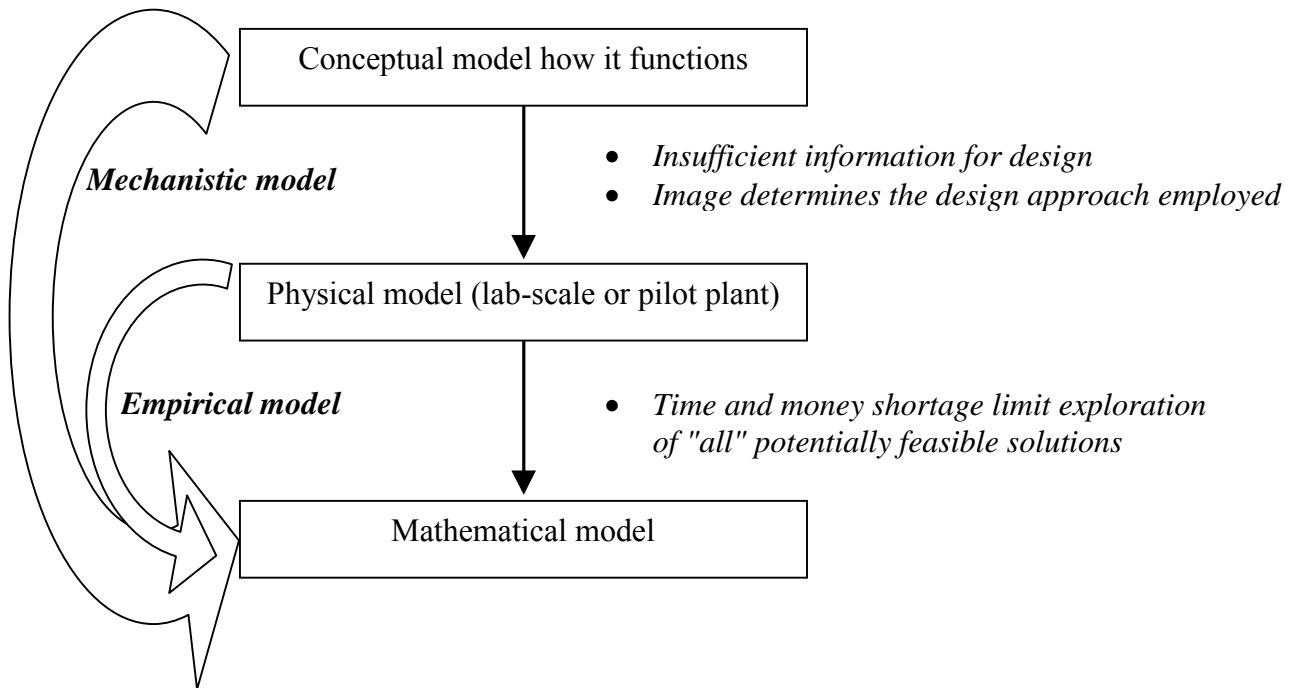 Conceptual model how it functions
• Insufficient information for design
• Image determines the design approach employed
Mechanistic model
Physical model (lab-scale or pilot plant)
Empirical model
• Time and money shortage limit exploration
of "all" potentially feasible solutions
Mathematical model